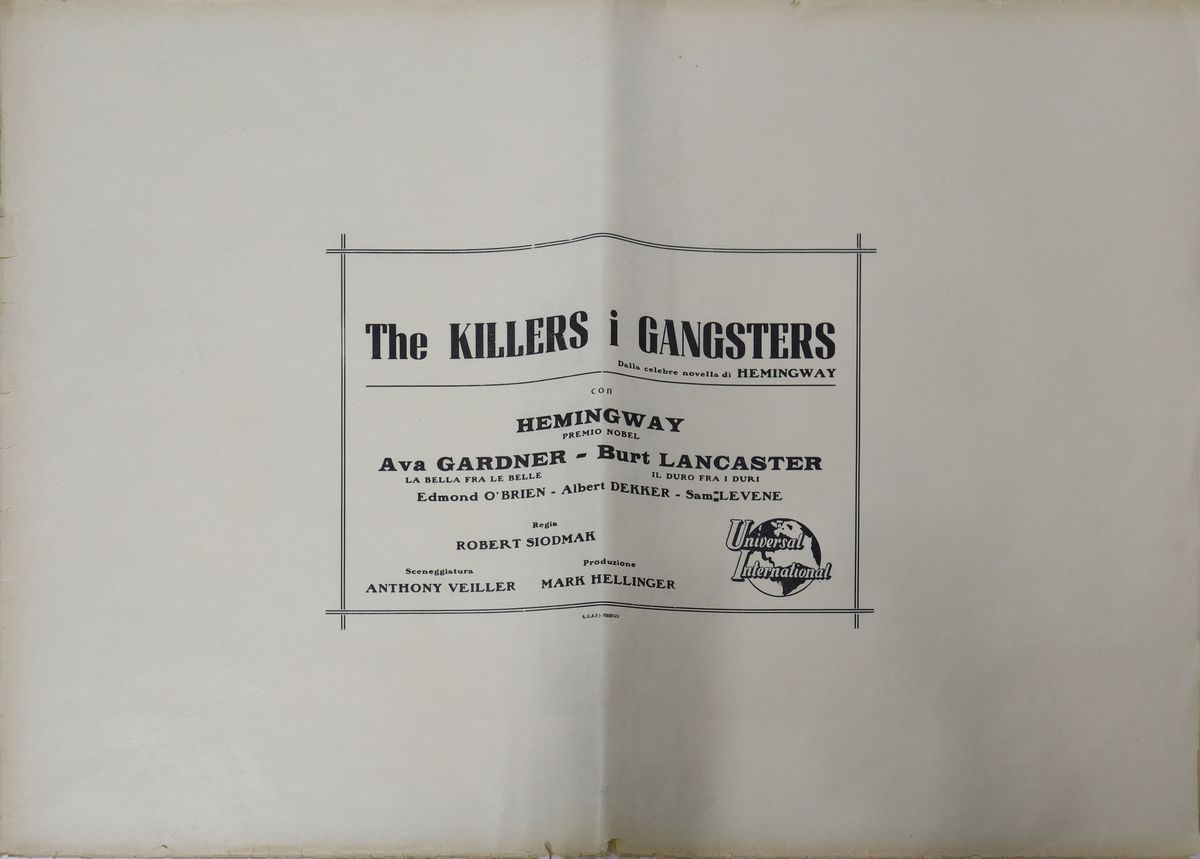 The KILLERS i GANGSTERS
Dalla celebre novella di HEMINGWAY
con
HEMINGWAY
PREMIO NOBEL
Ava GARDNER - Burt LANCASTER
LA BELLA FRA LE BELLE IL DURO FRA I DURI
Edmond O'BRIEN - Albert DEKKER - Sam LEVENE
Regia
ROBERT SIODMAK
Sceneggiatura
ANTHONY VEILLER
Produzione
MARK HELLINGER
Universal
International